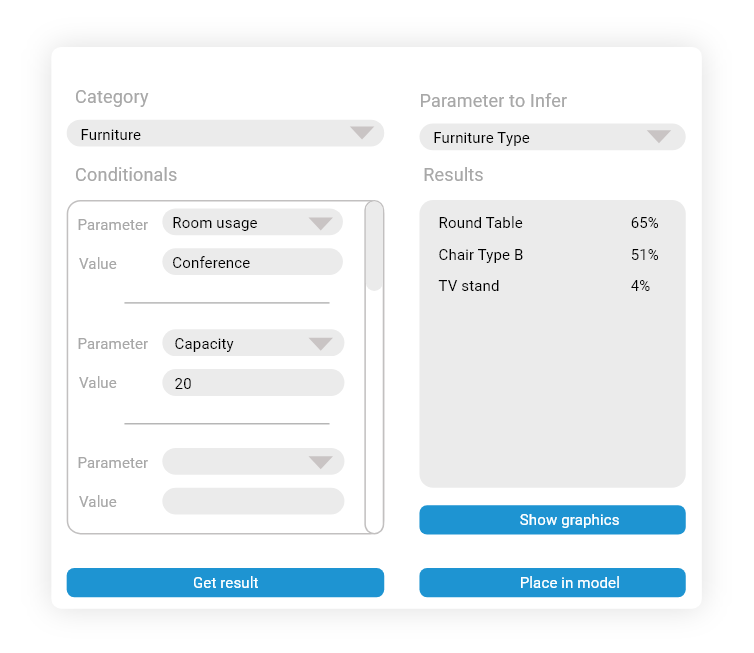 Category
Furniture
Conditionals
Parameter
Room usage
Value
Conference
Parameter
Capacity
Value
20
Parameter
Value
Get result
Parameter to Infer
Furniture Type
Results
Round Table 65%
Chair Type B 51%
TV stand 4%
Show graphics
Place in model